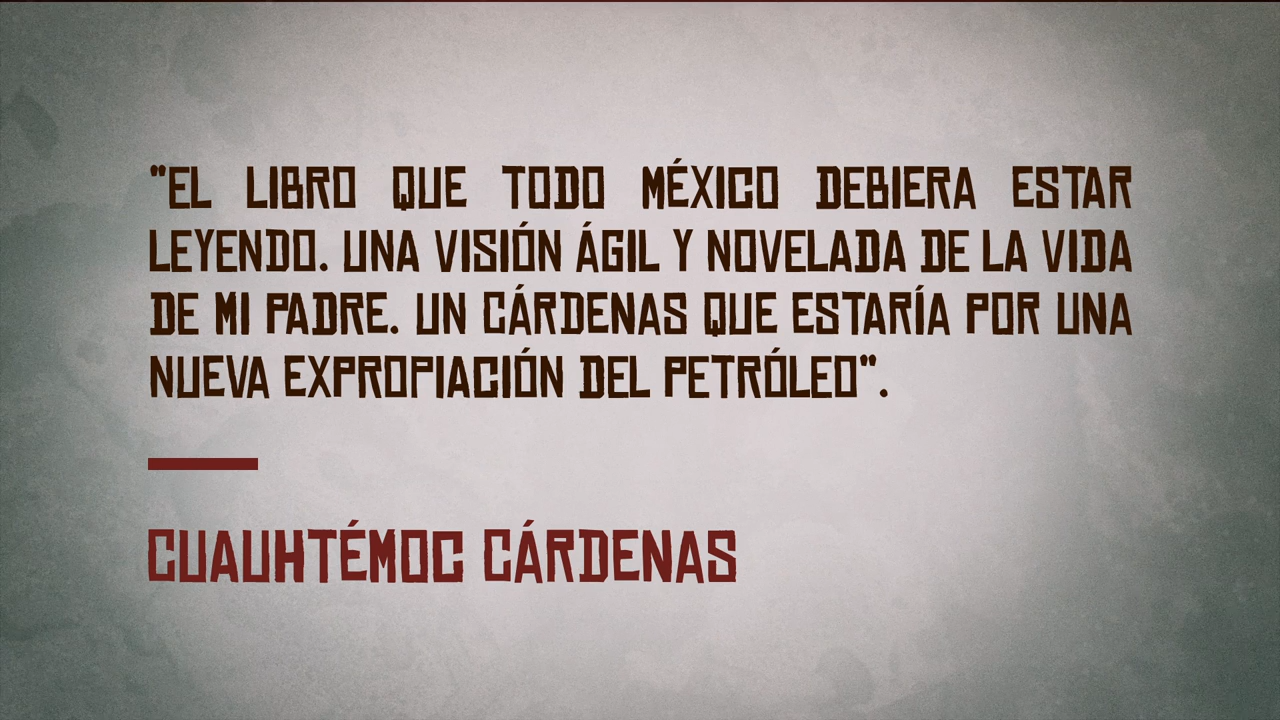 "EL LIBRO QUE TODO MÉXICO DEBIERA ESTAR
LEYENDO. UNA VISIÓN ÁGIL Y NOVELADA DE LA VIDA
DE MI PADRE. UN CÁRDENAS QUE ESTARÍA POR UNA
NUEVA EXPROPIACIÓN DEL PETRÓLEO".
CUAUHTÉMOC CÁRDENAS